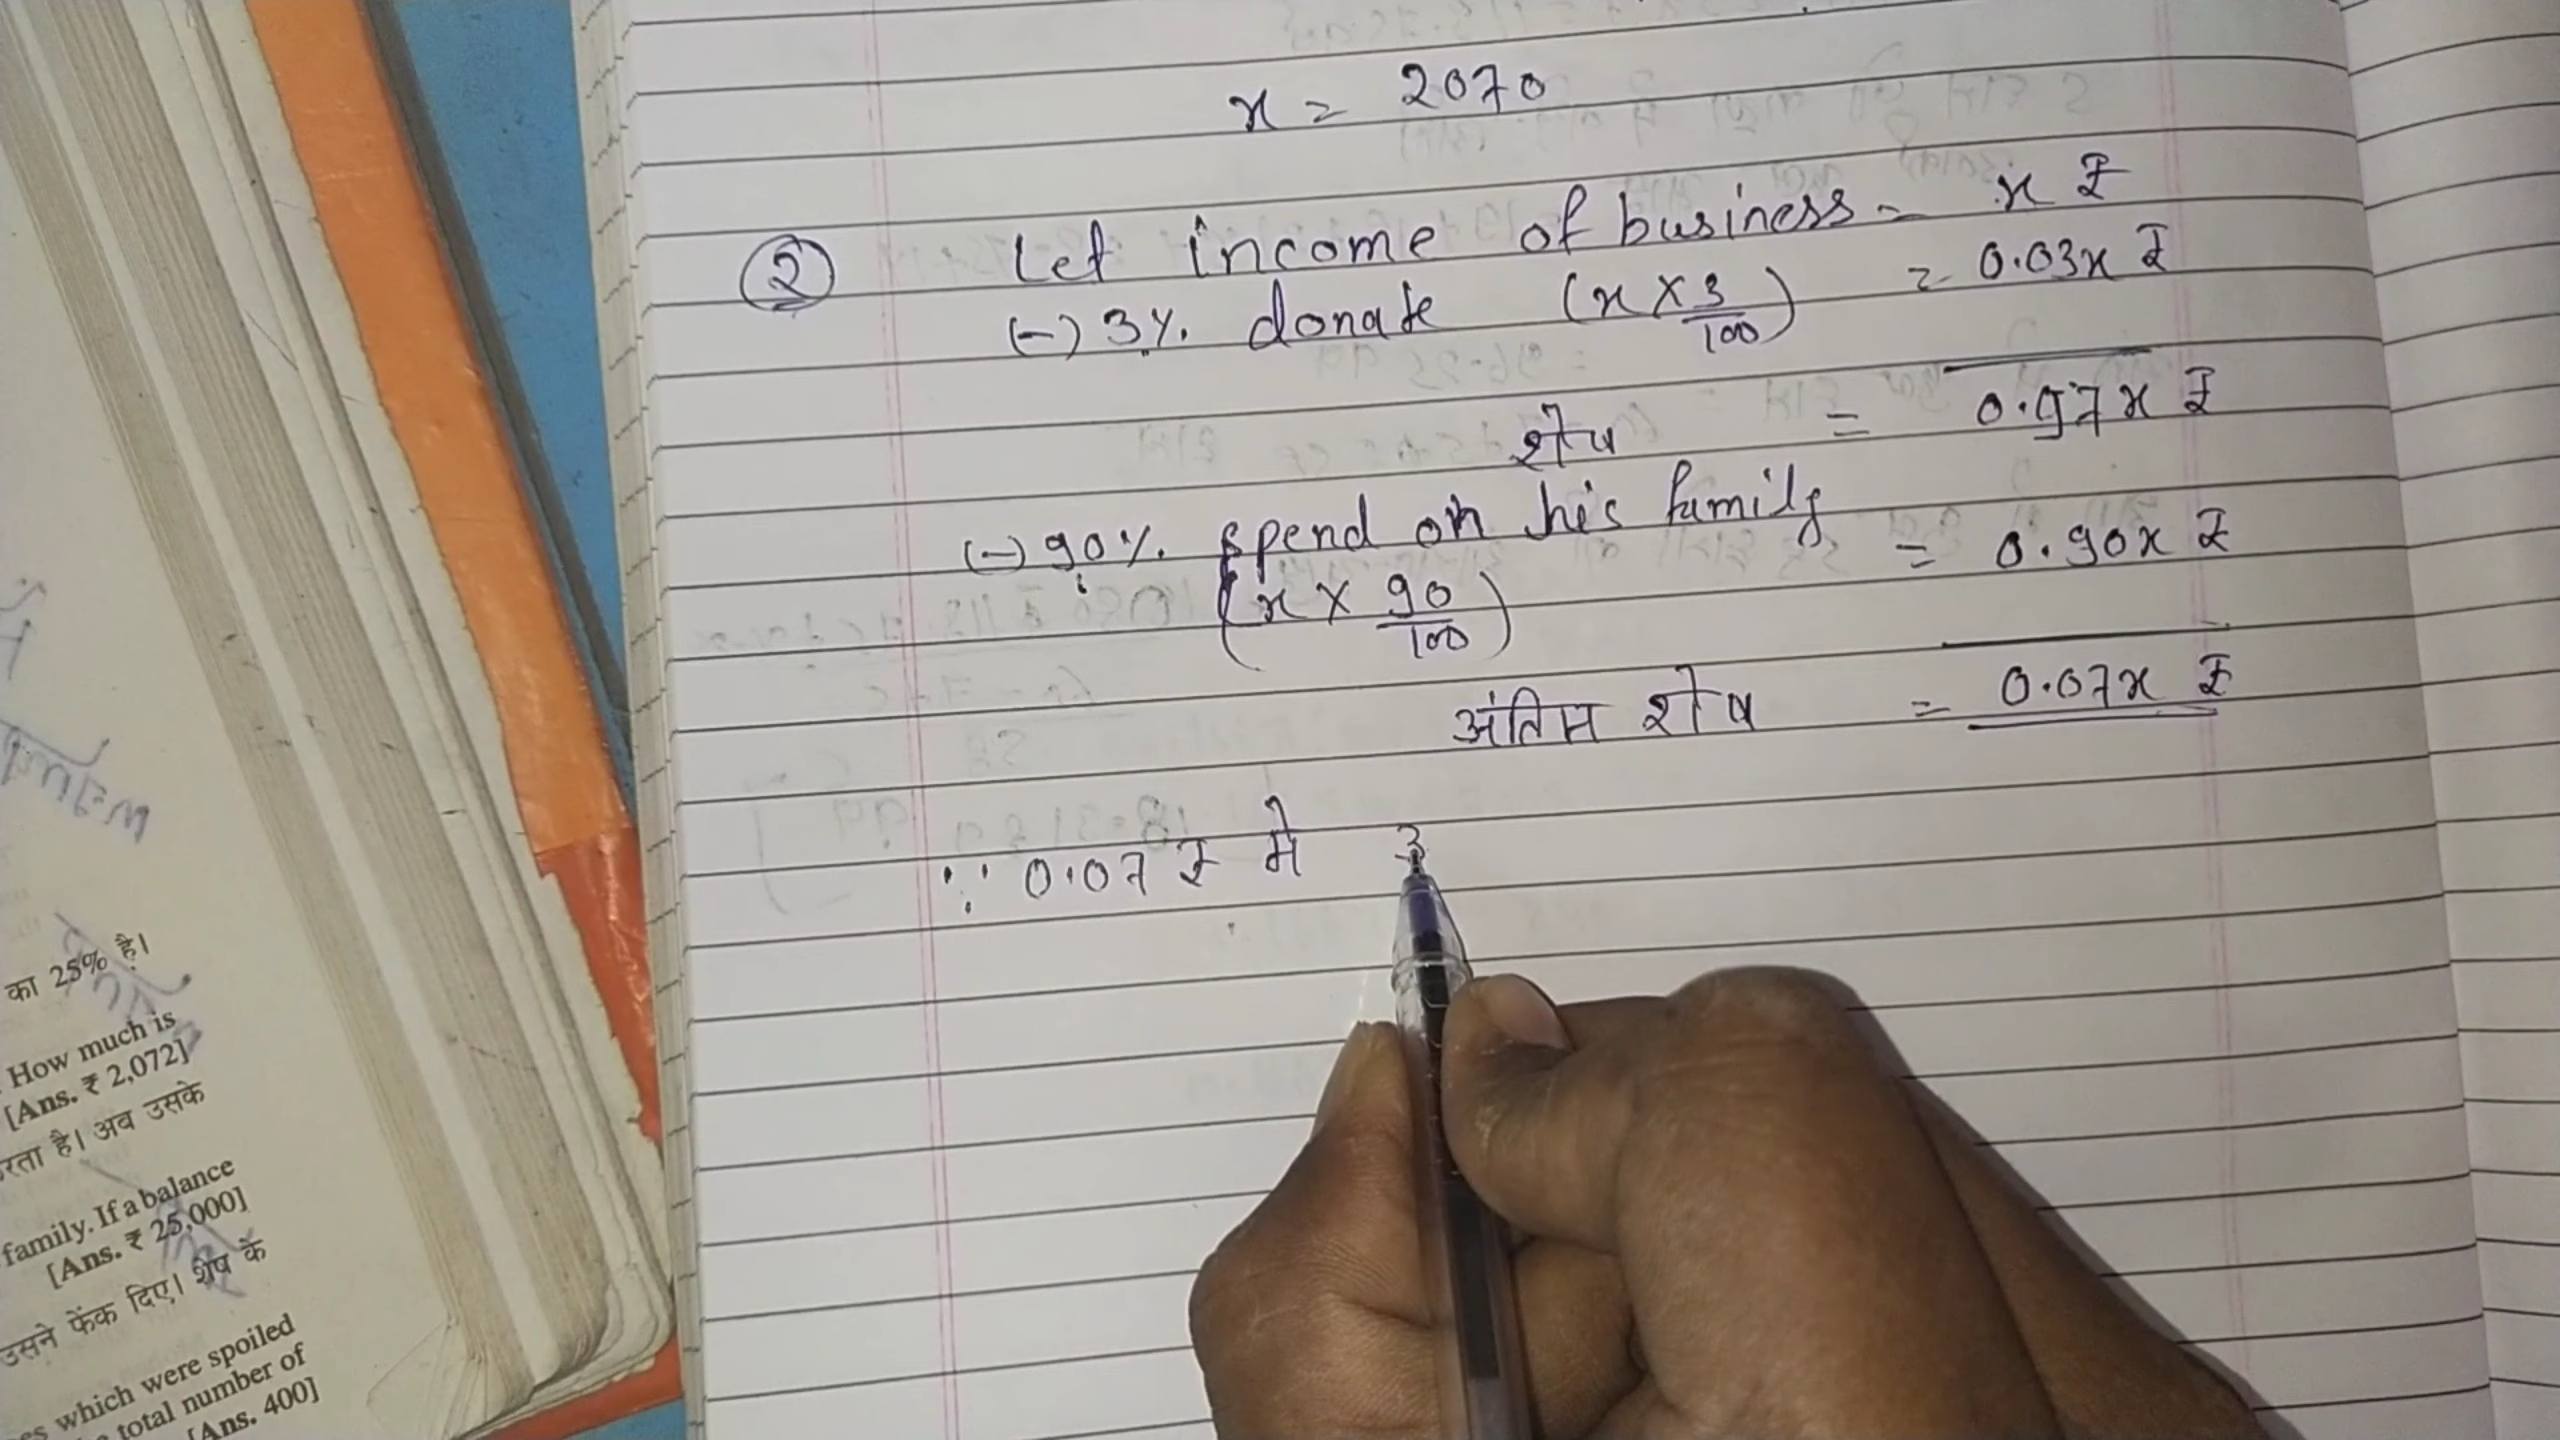 x = 2070
② Let income of business = x ₹
(-) 3% donate (x × 3/100) = 0.03x ₹
शेष = 0.97x ₹
(-) 90% spend on his family = 0.90x ₹
(x × 90/100)
अंतिम शेष = 0.07x ₹
∵ 0.07 ₹ मे 3
का 25% है।
How much is
[Ans. ₹ 2,072]
रता है। अब उसके
family. If a balance
[Ans. ₹ 25,000]
उसने फेंक दिए। शेष के
es which were spoiled
total number of
[Ans. 400]